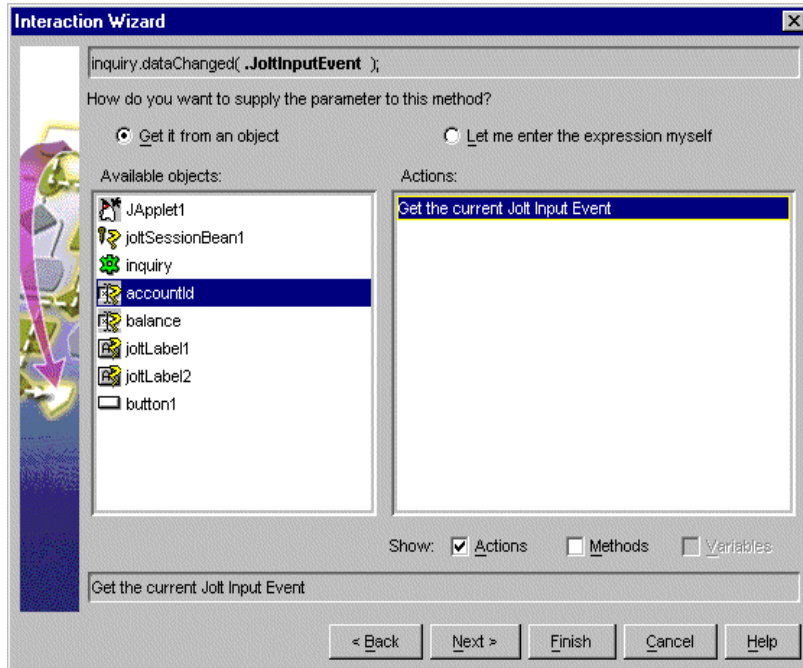 Interaction Wizard
inquiry.dataChanged( .JoltInputEvent );
How do you want to supply the parameter to this method?
Get it from an object
Let me enter the expression myself
Available objects:
Actions:
JApplet1
joltSessionBean1
inquiry
accountId
balance
joltLabel1
joltLabel2
button1
Get the current Jolt Input Event
Show: Actions Methods Variables
Get the current Jolt Input Event
< Back Next > Finish Cancel Help